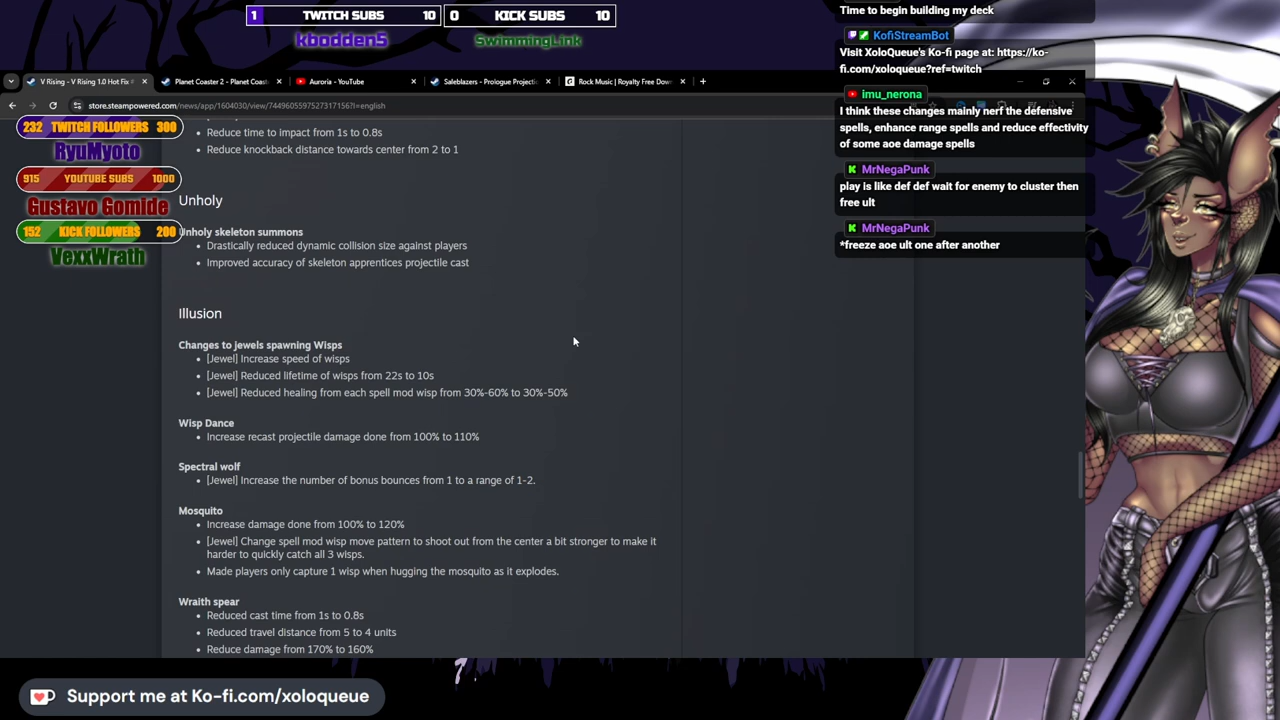 1 TWITCH SUBS 10
kbodden5
0 KICK SUBS 10
SwimmingLink
V Rising - V Rising 1.0 Hot Fix
Planet Coaster 2 - Planet Coast
Auroria - YouTube
Saleblazers - Prologue Projecti
Rock Music | Royalty Free Dow
store.steampowered.com/news/app/1604030/view/7449605597527317156?l=english
232 TWITCH FOLLOWERS 300
RyuMyoto
915 YOUTUBE SUBS 1000
Gustavo Gomide
152 KICK FOLLOWERS 200
VexxWrath
Reduce time to impact from 1s to 0.8s
Reduce knockback distance towards center from 2 to 1
Unholy
Unholy skeleton summons
Drastically reduced dynamic collision size against players
Improved accuracy of skeleton apprentices projectile cast
Illusion
Changes to jewels spawning Wisps
[Jewel] Increase speed of wisps
[Jewel] Reduced lifetime of wisps from 22s to 10s
[Jewel] Reduced healing from each spell mod wisp from 30%-60% to 30%-50%
Wisp Dance
Increase recast projectile damage done from 100% to 110%
Spectral wolf
[Jewel] Increase the number of bonus bounces from 1 to a range of 1-2.
Mosquito
Increase damage done from 100% to 120%
[Jewel] Change spell mod wisp move pattern to shoot out from the center a bit stronger to make it
harder to quickly catch all 3 wisps.
Made players only capture 1 wisp when hugging the mosquito as it explodes.
Wraith spear
Reduced cast time from 1s to 0.8s
Reduced travel distance from 5 to 4 units
Reduce damage from 170% to 160%
Time to begin building my deck
KofiStreamBot
Visit XoloQueue's Ko-fi page at: https://ko-
fi.com/xoloqueue?ref=twitch
imu_nerona
I think these changes mainly nerf the defensive
spells, enhance range spells and reduce effectivity
of some aoe damage spells
MrNegaPunk
play is like def def wait for enemy to cluster then
free ult
MrNegaPunk
*freeze aoe ult one after another
Support me at Ko-fi.com/xoloqueue